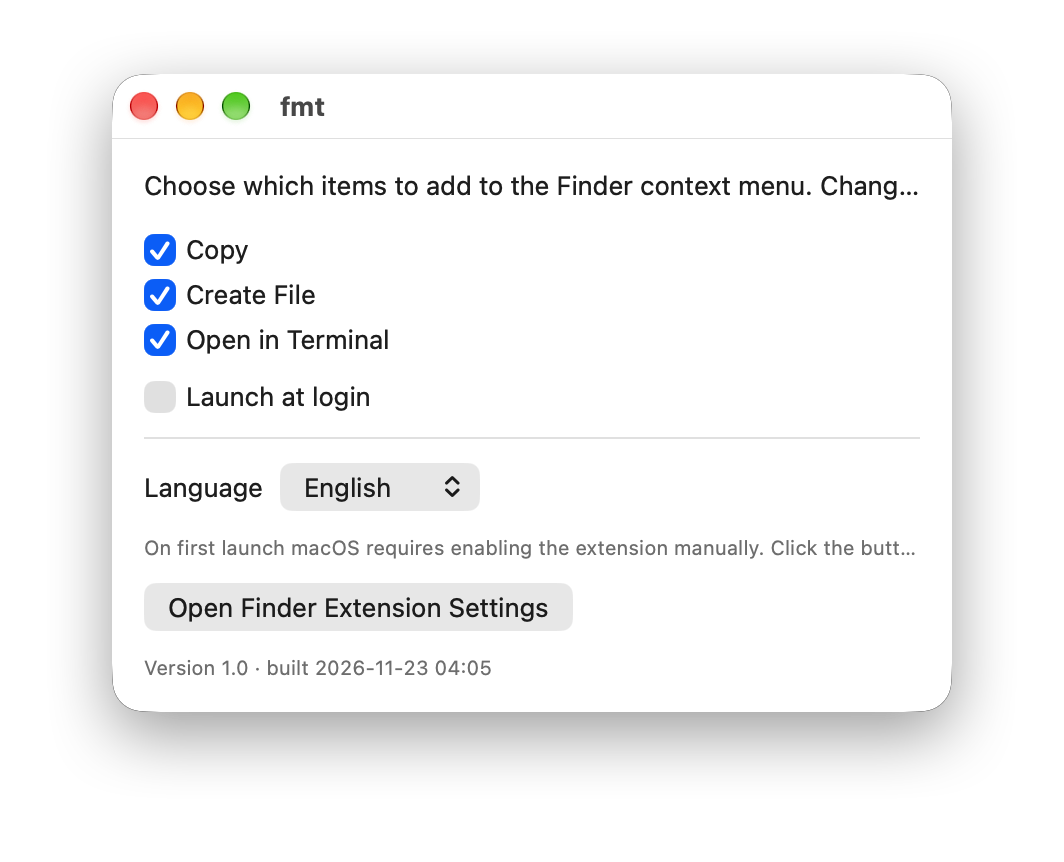 fmt
Choose which items to add to the Finder context menu. Chang...
Copy
Create File
Open in Terminal
Launch at login
Language English
On first launch macOS requires enabling the extension manually. Click the butt...
Open Finder Extension Settings
Version 1.0 · built 2026-11-23 04:05